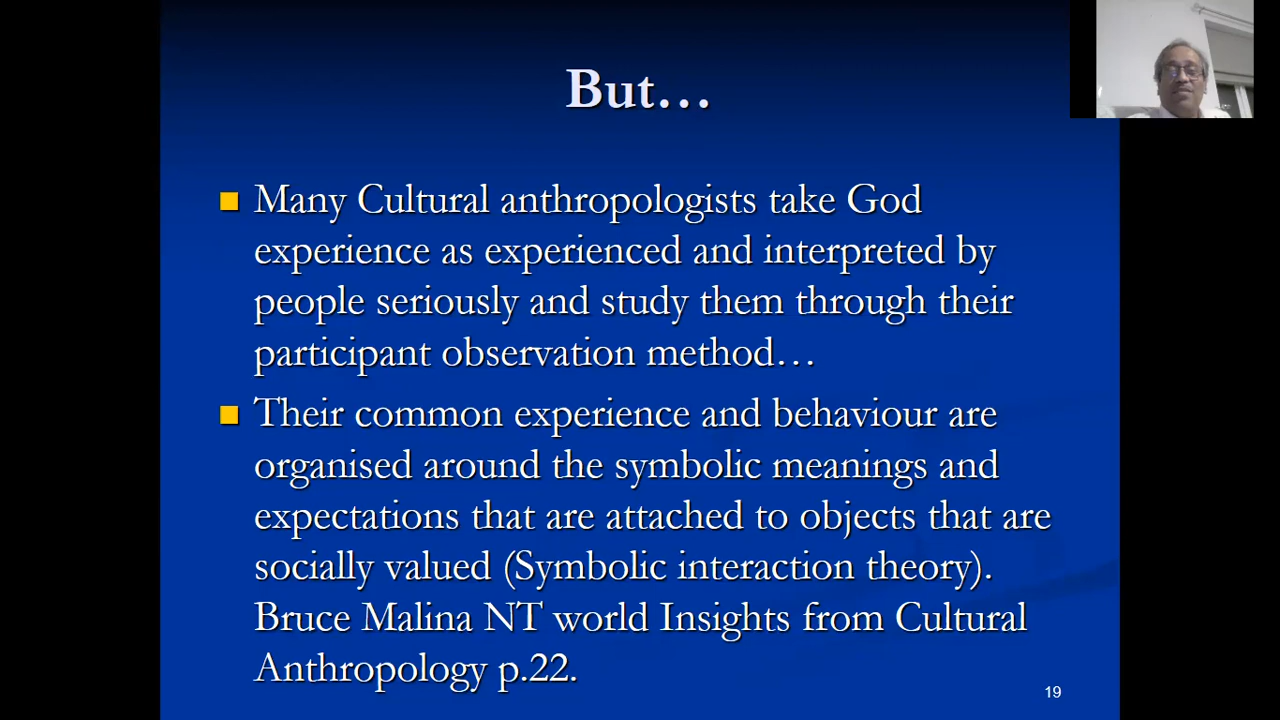 But…
Many Cultural anthropologists take God
experience as experienced and interpreted by
people seriously and study them through their
participant observation method…
Their common experience and behaviour are
organised around the symbolic meanings and
expectations that are attached to objects that are
socially valued (Symbolic interaction theory).
Bruce Malina NT world Insights from Cultural
Anthropology p.22.
19